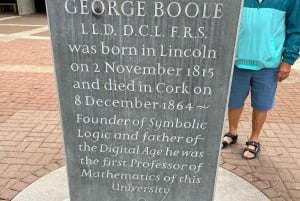 GEORGE BOOLE
LL.D. D.C.L. F.R.S.
was born in Lincoln
on 2 November 1815
and died in Cork on
8 December 1864 ~
Founder of Symbolic
Logic and father of
the Digital Age he was
the first Professor of
Mathematics of this
University